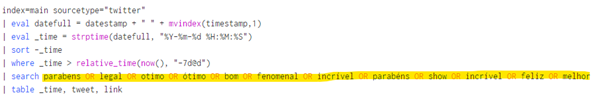 index=main sourcetype="twitter"
| eval datefull = datestamp + " " + mvindex(timestamp,1)
| eval _time = strptime(datefull, "%Y-%m-%d %H:%M:%S")
| sort -_time
| where _time > relative_time(now(), "-7d@d")
| search parabens OR legal OR otimo OR ótimo OR bom OR fenomenal OR incrivel OR parabéns OR show OR incrivel OR feliz OR melhor
| table _time, tweet, link